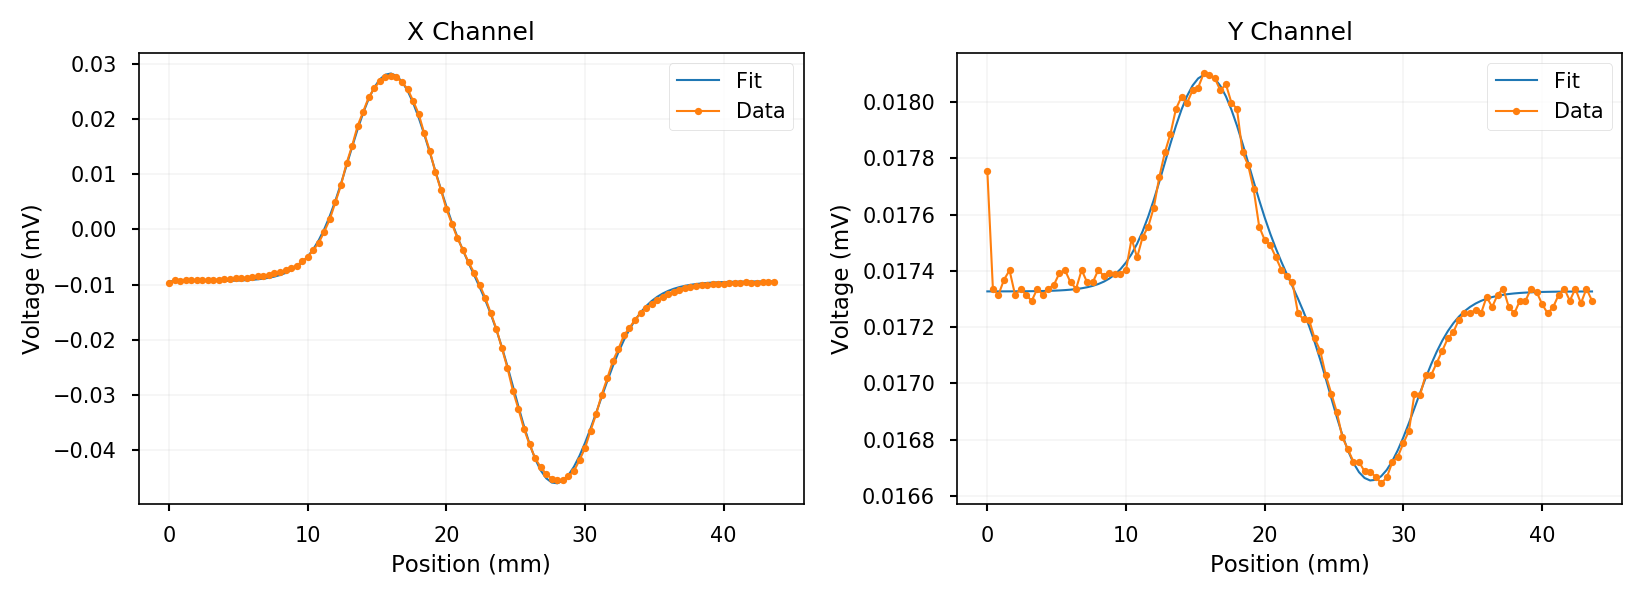 X Channel
0.03
0.02
0.01
0.00
−0.01
−0.02
−0.03
−0.04
Voltage (mV)
0
10
20
30
40
Position (mm)
Fit
Data
Y Channel
0.0180
0.0178
0.0176
0.0174
0.0172
0.0170
0.0168
0.0166
Voltage (mV)
0
10
20
30
40
Position (mm)
Fit
Data